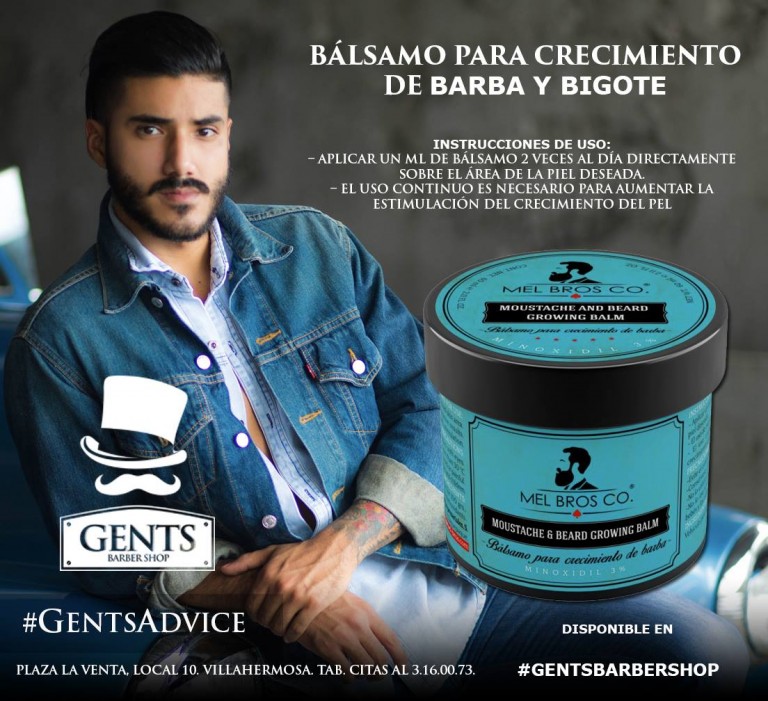 BÁLSAMO PARA CRECIMIENTO
DE BARBA Y BIGOTE
INSTRUCCIONES DE USO:
– APLICAR UN ML DE BÁLSAMO 2 VECES AL DÍA DIRECTAMENTE
SOBRE EL ÁREA DE LA PIEL DESEADA.
– EL USO CONTINUO ES NECESARIO PARA AUMENTAR LA
ESTIMULACIÓN DEL CRECIMIENTO DEL PEL
MEL BROS CO.®
MOUSTACHE AND BEARD
GROWING BALM
Bálsamo para crecimiento de barba
MINOXIDIL 3%
MEL BROS CO.®
MOUSTACHE & BEARD GROWING BALM
-Bálsamo para crecimiento de barba-
MINOXIDIL 3%
GENTS
BARBER SHOP
#GENTSADVICE
DISPONIBLE EN
PLAZA LA VENTA, LOCAL 10. VILLAHERMOSA. TAB. CITAS AL 3.16.00.73.
#GENTSBARBERSHOP